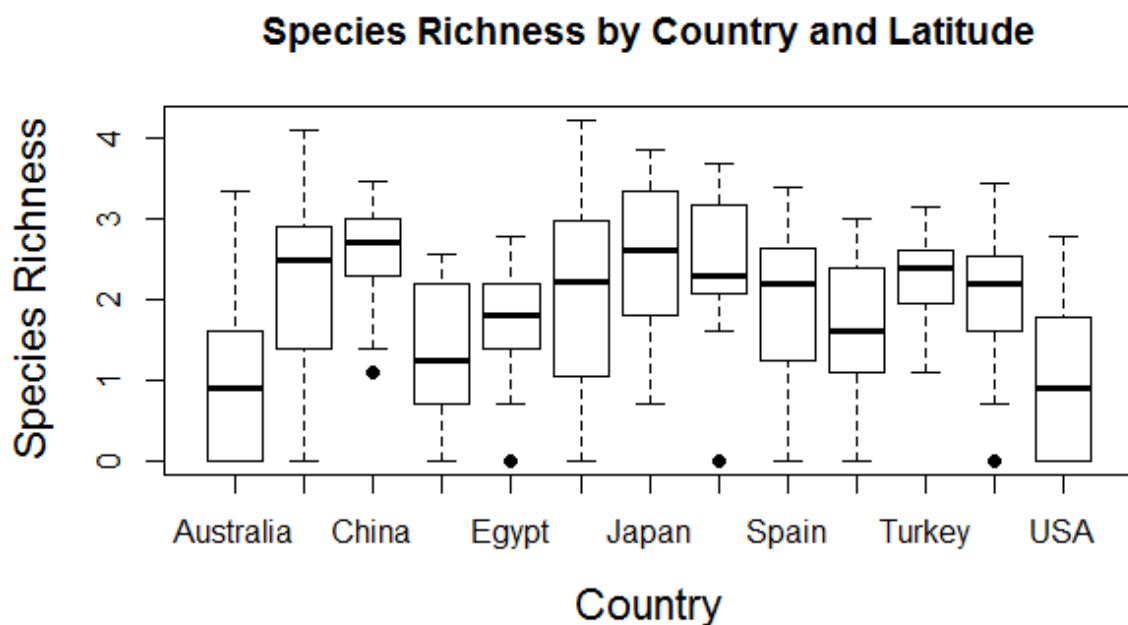 Species Richness by Country and Latitude
Species Richness
4
3
2
1
0
Australia China Egypt Japan Spain Turkey USA
Country